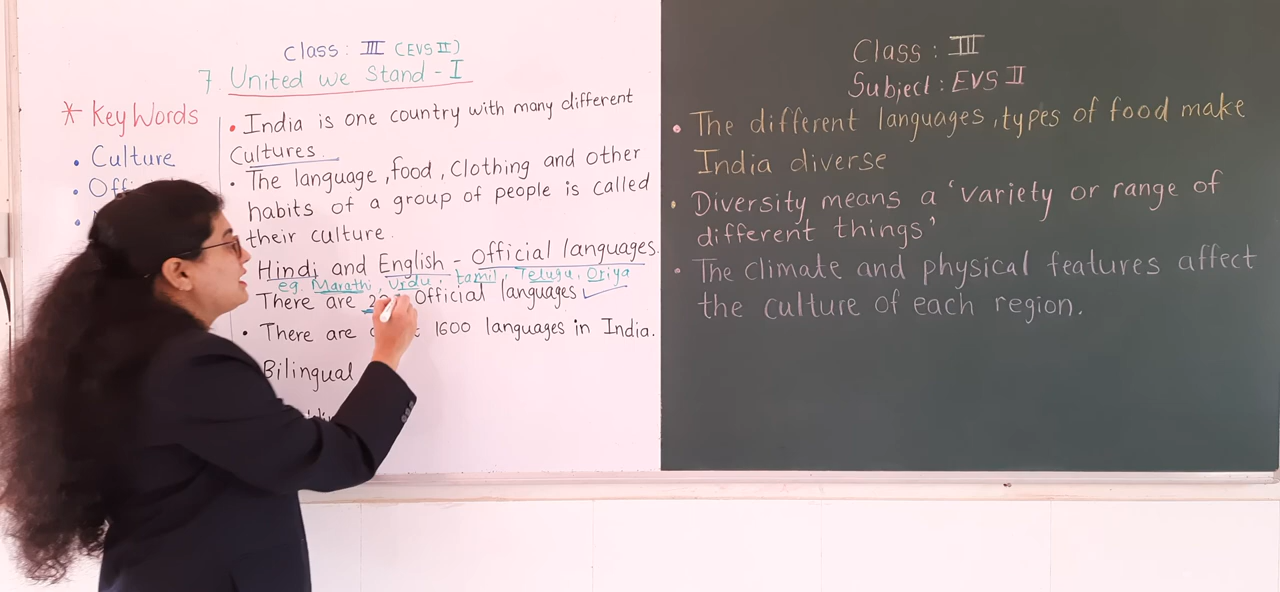 Class: III (EVS II)
7. United we Stand - I
* Key Words
• Culture
•
•
• India is one country with many different
Cultures.
• The language, food, Clothing and other
habits of a group of people is called
their culture.
Hindi and English - Official languages.
eg. Marathi, Urdu, tamil, Telugu, Oriya
There are Official languages ✓
• There are 1600 languages in India.
Bilingual
Class : III
Subject : EVS II
• The different languages, types of food make
India diverse
• Diversity means a 'variety or range of
different things'
• The climate and physical features affect
the culture of each region.